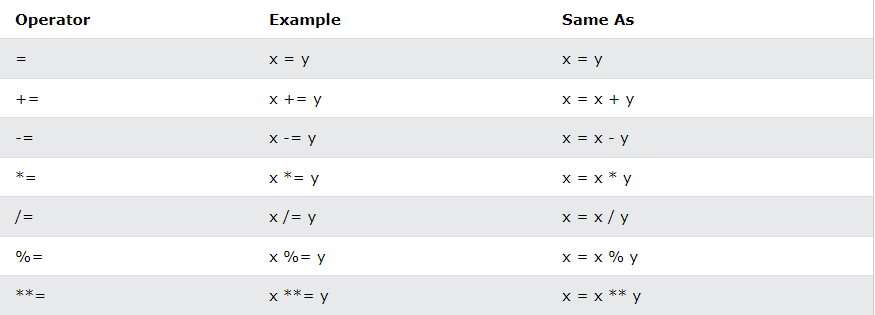 Operator Example Same As
= x = y x = y
+= x += y x = x + y
-= x -= y x = x - y
*= x *= y x = x * y
/= x /= y x = x / y
%= x %= y x = x % y
**= x **= y x = x ** y